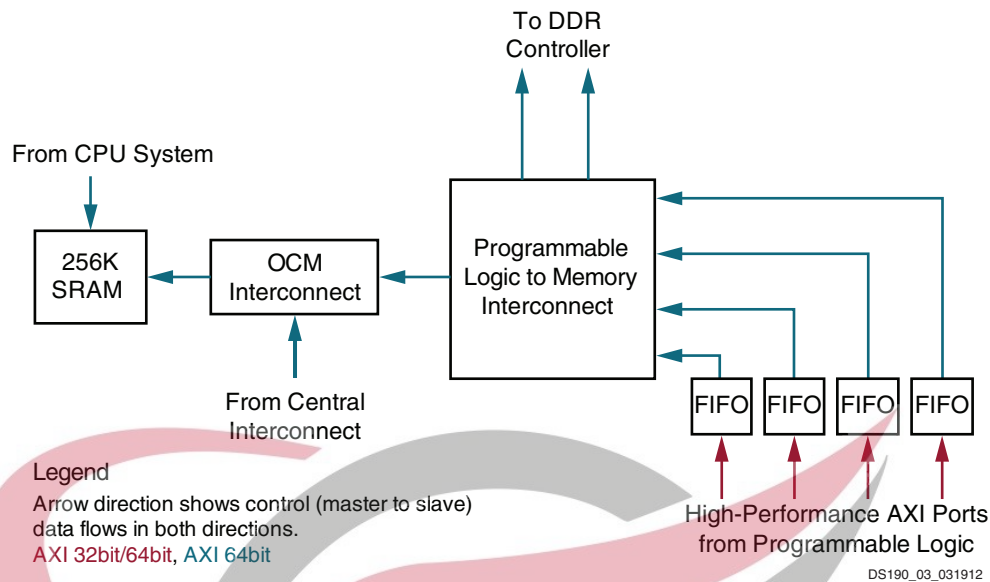 To DDR
Controller
From CPU System
256K
SRAM
OCM
Interconnect
Programmable
Logic to Memory
Interconnect
From Central
Interconnect
FIFO FIFO FIFO FIFO
Legend
Arrow direction shows control (master to slave)
data flows in both directions.
AXI 32bit/64bit, AXI 64bit
High-Performance AXI Ports
from Programmable Logic
DS190_03_031912